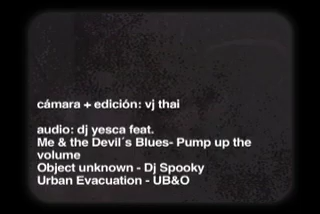 cámara + edición: vj thai
audio: dj yesca feat.
Me & the Devil´s Blues- Pump up the
volume
Object unknown - Dj Spooky
Urban Evacuation - UB&O